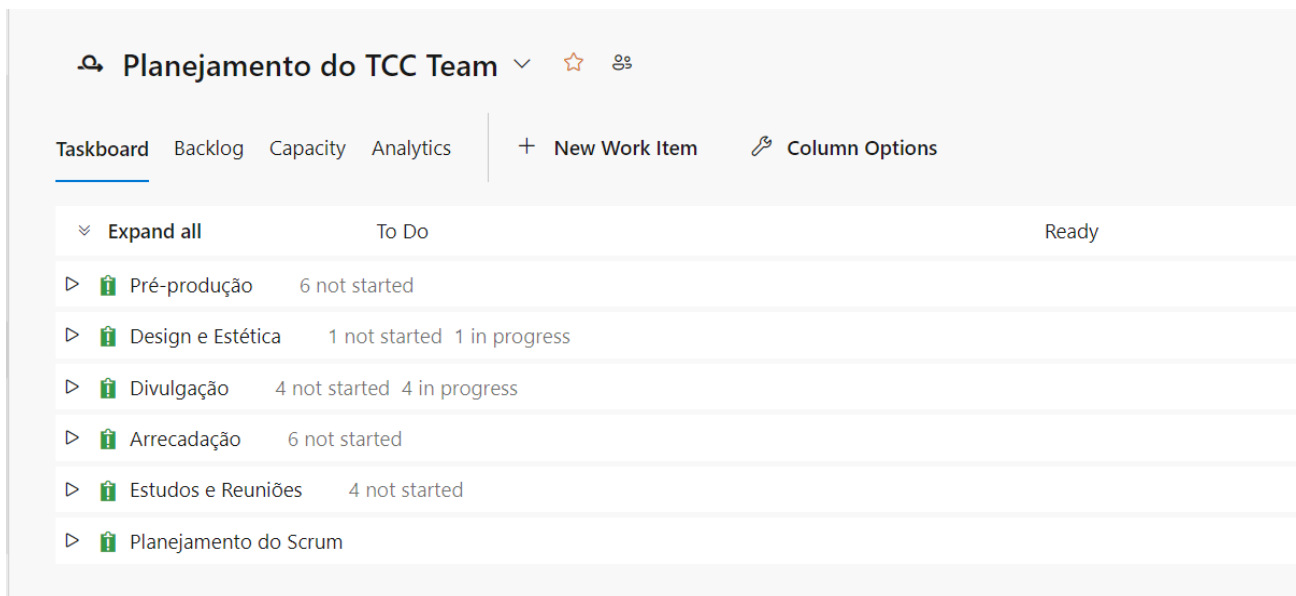 Planejamento do TCC Team
Taskboard Backlog Capacity Analytics + New Work Item Column Options
Expand all To Do Ready
Pré-produção 6 not started
Design e Estética 1 not started 1 in progress
Divulgação 4 not started 4 in progress
Arrecadação 6 not started
Estudos e Reuniões 4 not started
Planejamento do Scrum